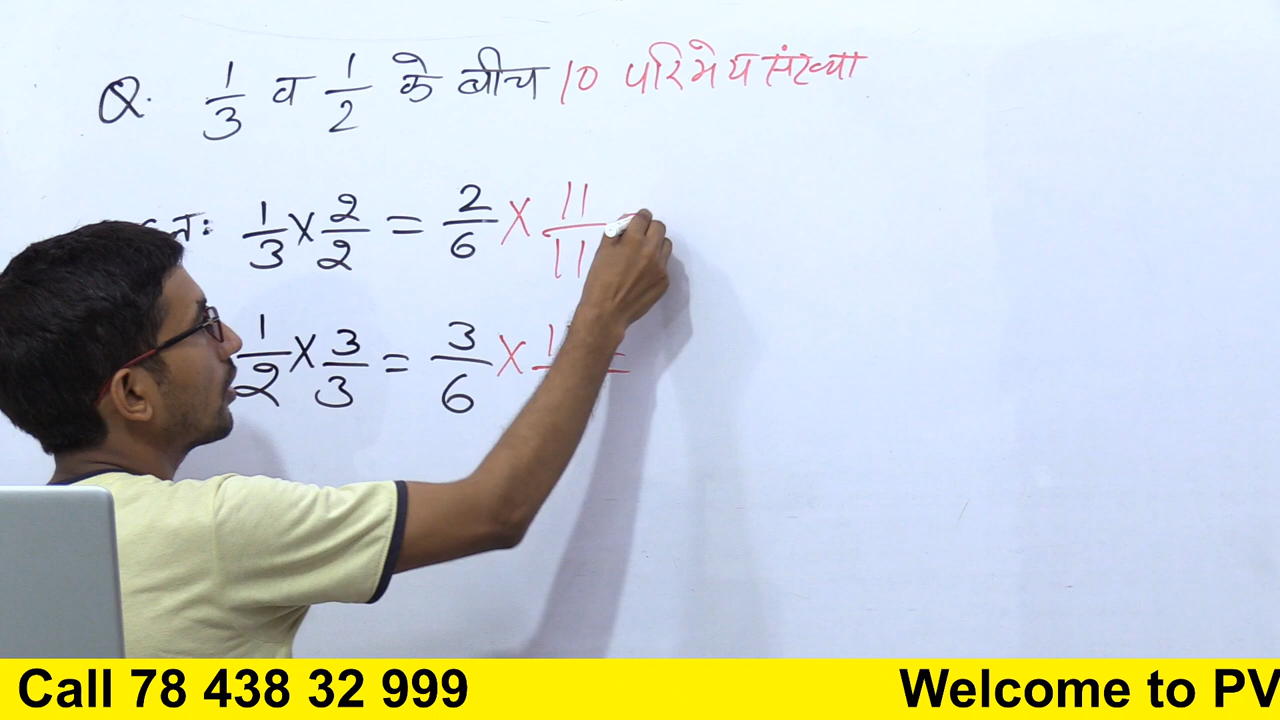 Q. 1/3 व 1/2 के बीच 10 परिमेय संख्या
1/3 × 2/2 = 2/6 × 11/11
1/2 × 3/3 = 3/6 × =
Call 78 438 32 999
Welcome to PV